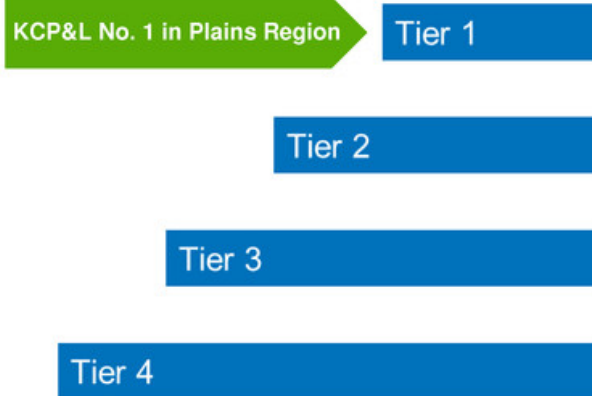 KCP&L No. 1 in Plains Region
Tier 1
Tier 2
Tier 3
Tier 4